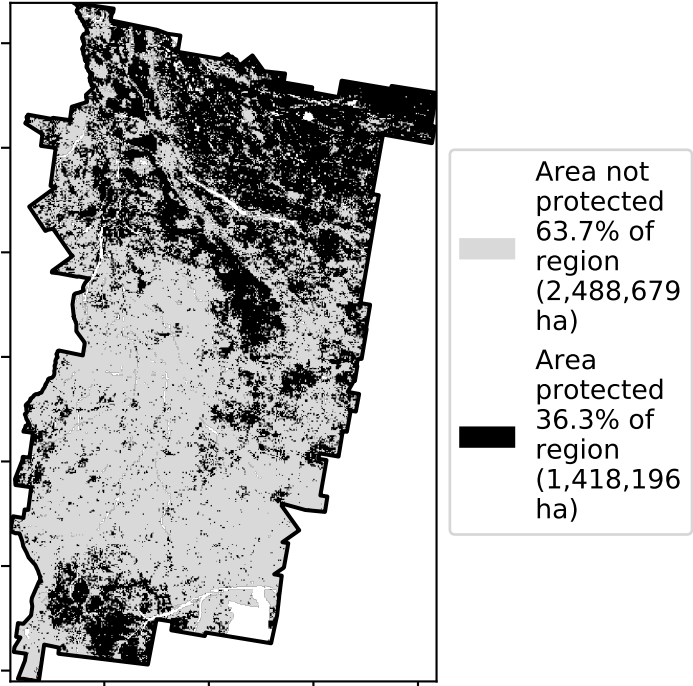 Area not
protected
63.7% of
region
(2,488,679
ha)
Area
protected
36.3% of
region
(1,418,196
ha)